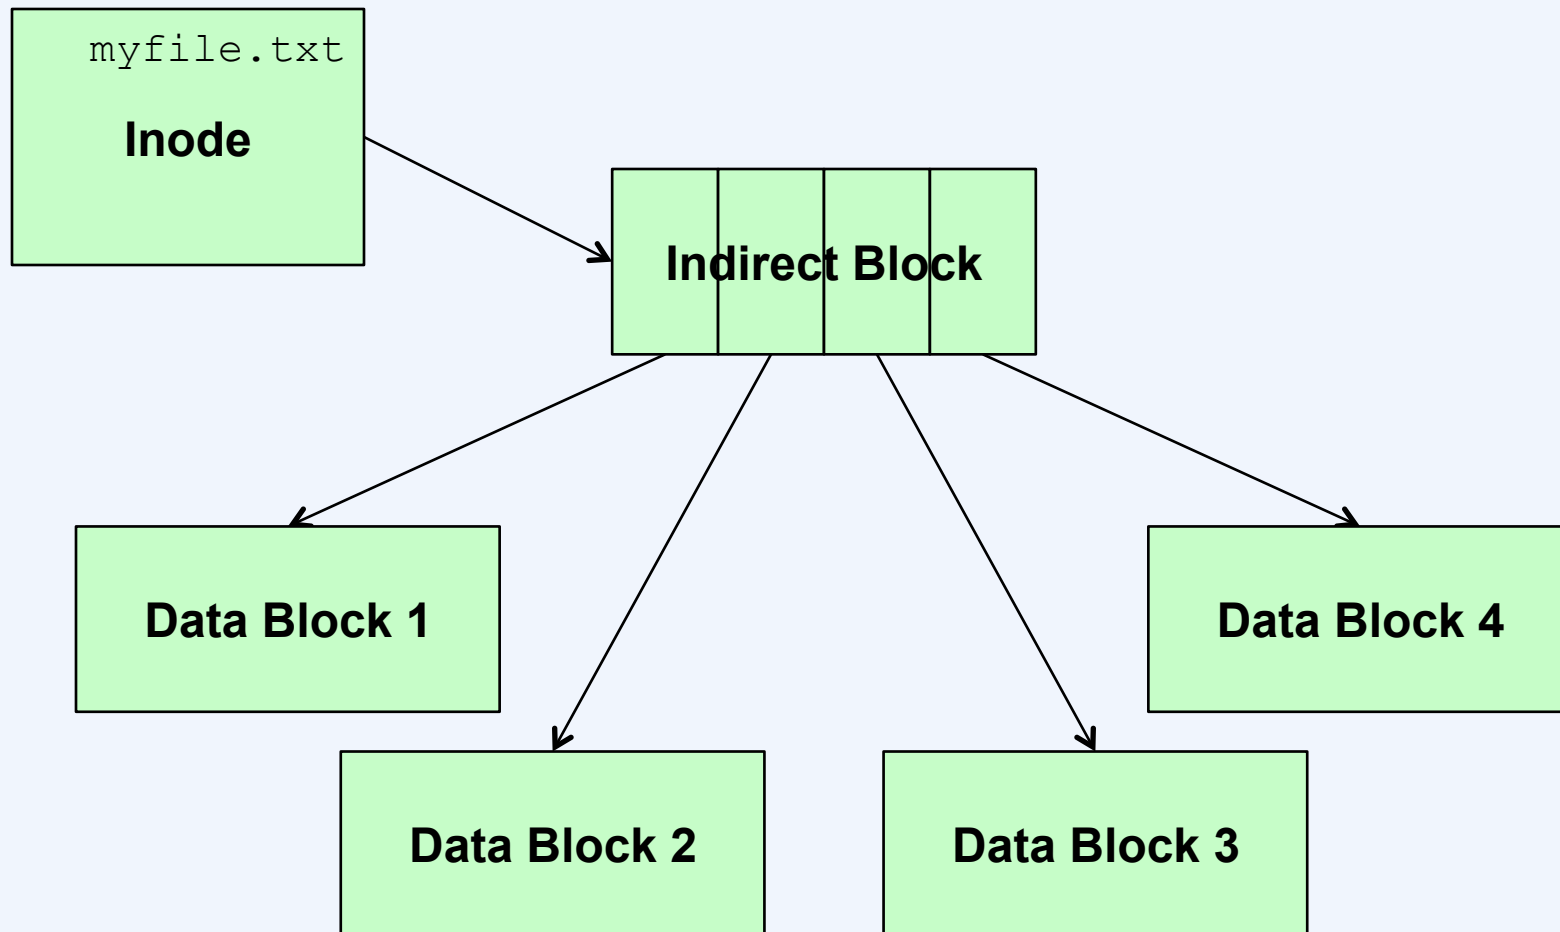 myfile.txt
Inode
Indirect Block
Data Block 1
Data Block 4
Data Block 2
Data Block 3